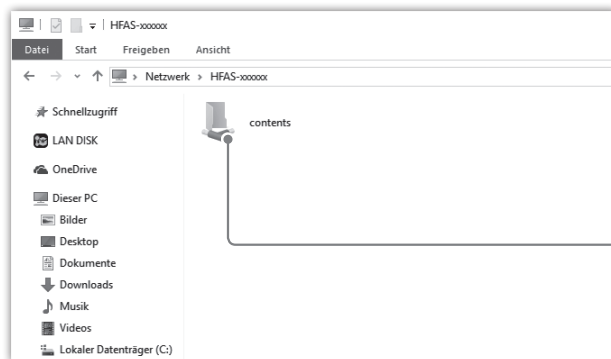 HFAS-xxxxxx
Datei Start Freigeben Ansicht
Netzwerk HFAS-xxxxxx
Schnellzugriff
contents
LAN DISK
OneDrive
Dieser PC
Bilder
Desktop
Dokumente
Downloads
Musik
Videos
Lokaler Datenträger (C:)